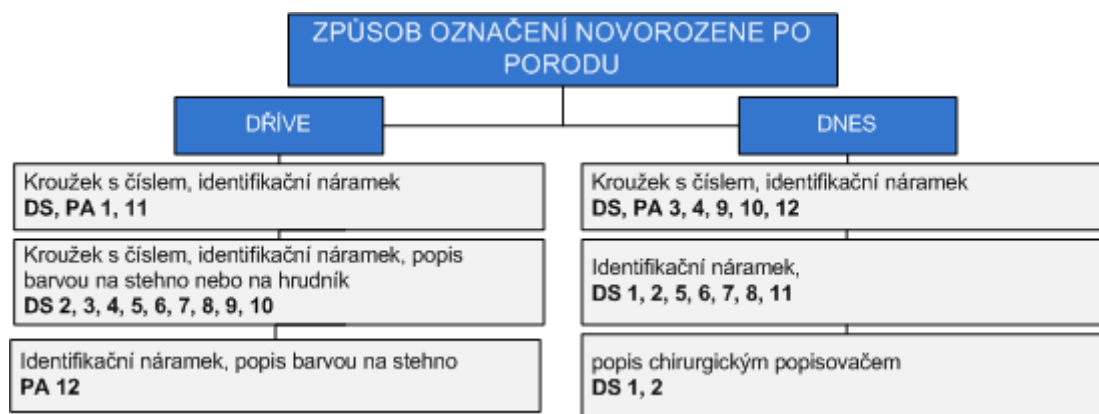 ZPŮSOB OZNAČENÍ NOVOROZENE PO
PORODU
DŘÍVE
Kroužek s číslem, identifikační náramek
DS, PA 1, 11
Kroužek s číslem, identifikační náramek, popis
barvou na stehno nebo na hrudník
DS 2, 3, 4, 5, 6, 7, 8, 9, 10
Identifikační náramek, popis barvou na stehno
PA 12
DNES
Kroužek s číslem, identifikační náramek
DS, PA 3, 4, 9, 10, 12
Identifikační náramek,
DS 1, 2, 5, 6, 7, 8, 11
popis chirurgickým popisovačem
DS 1, 2